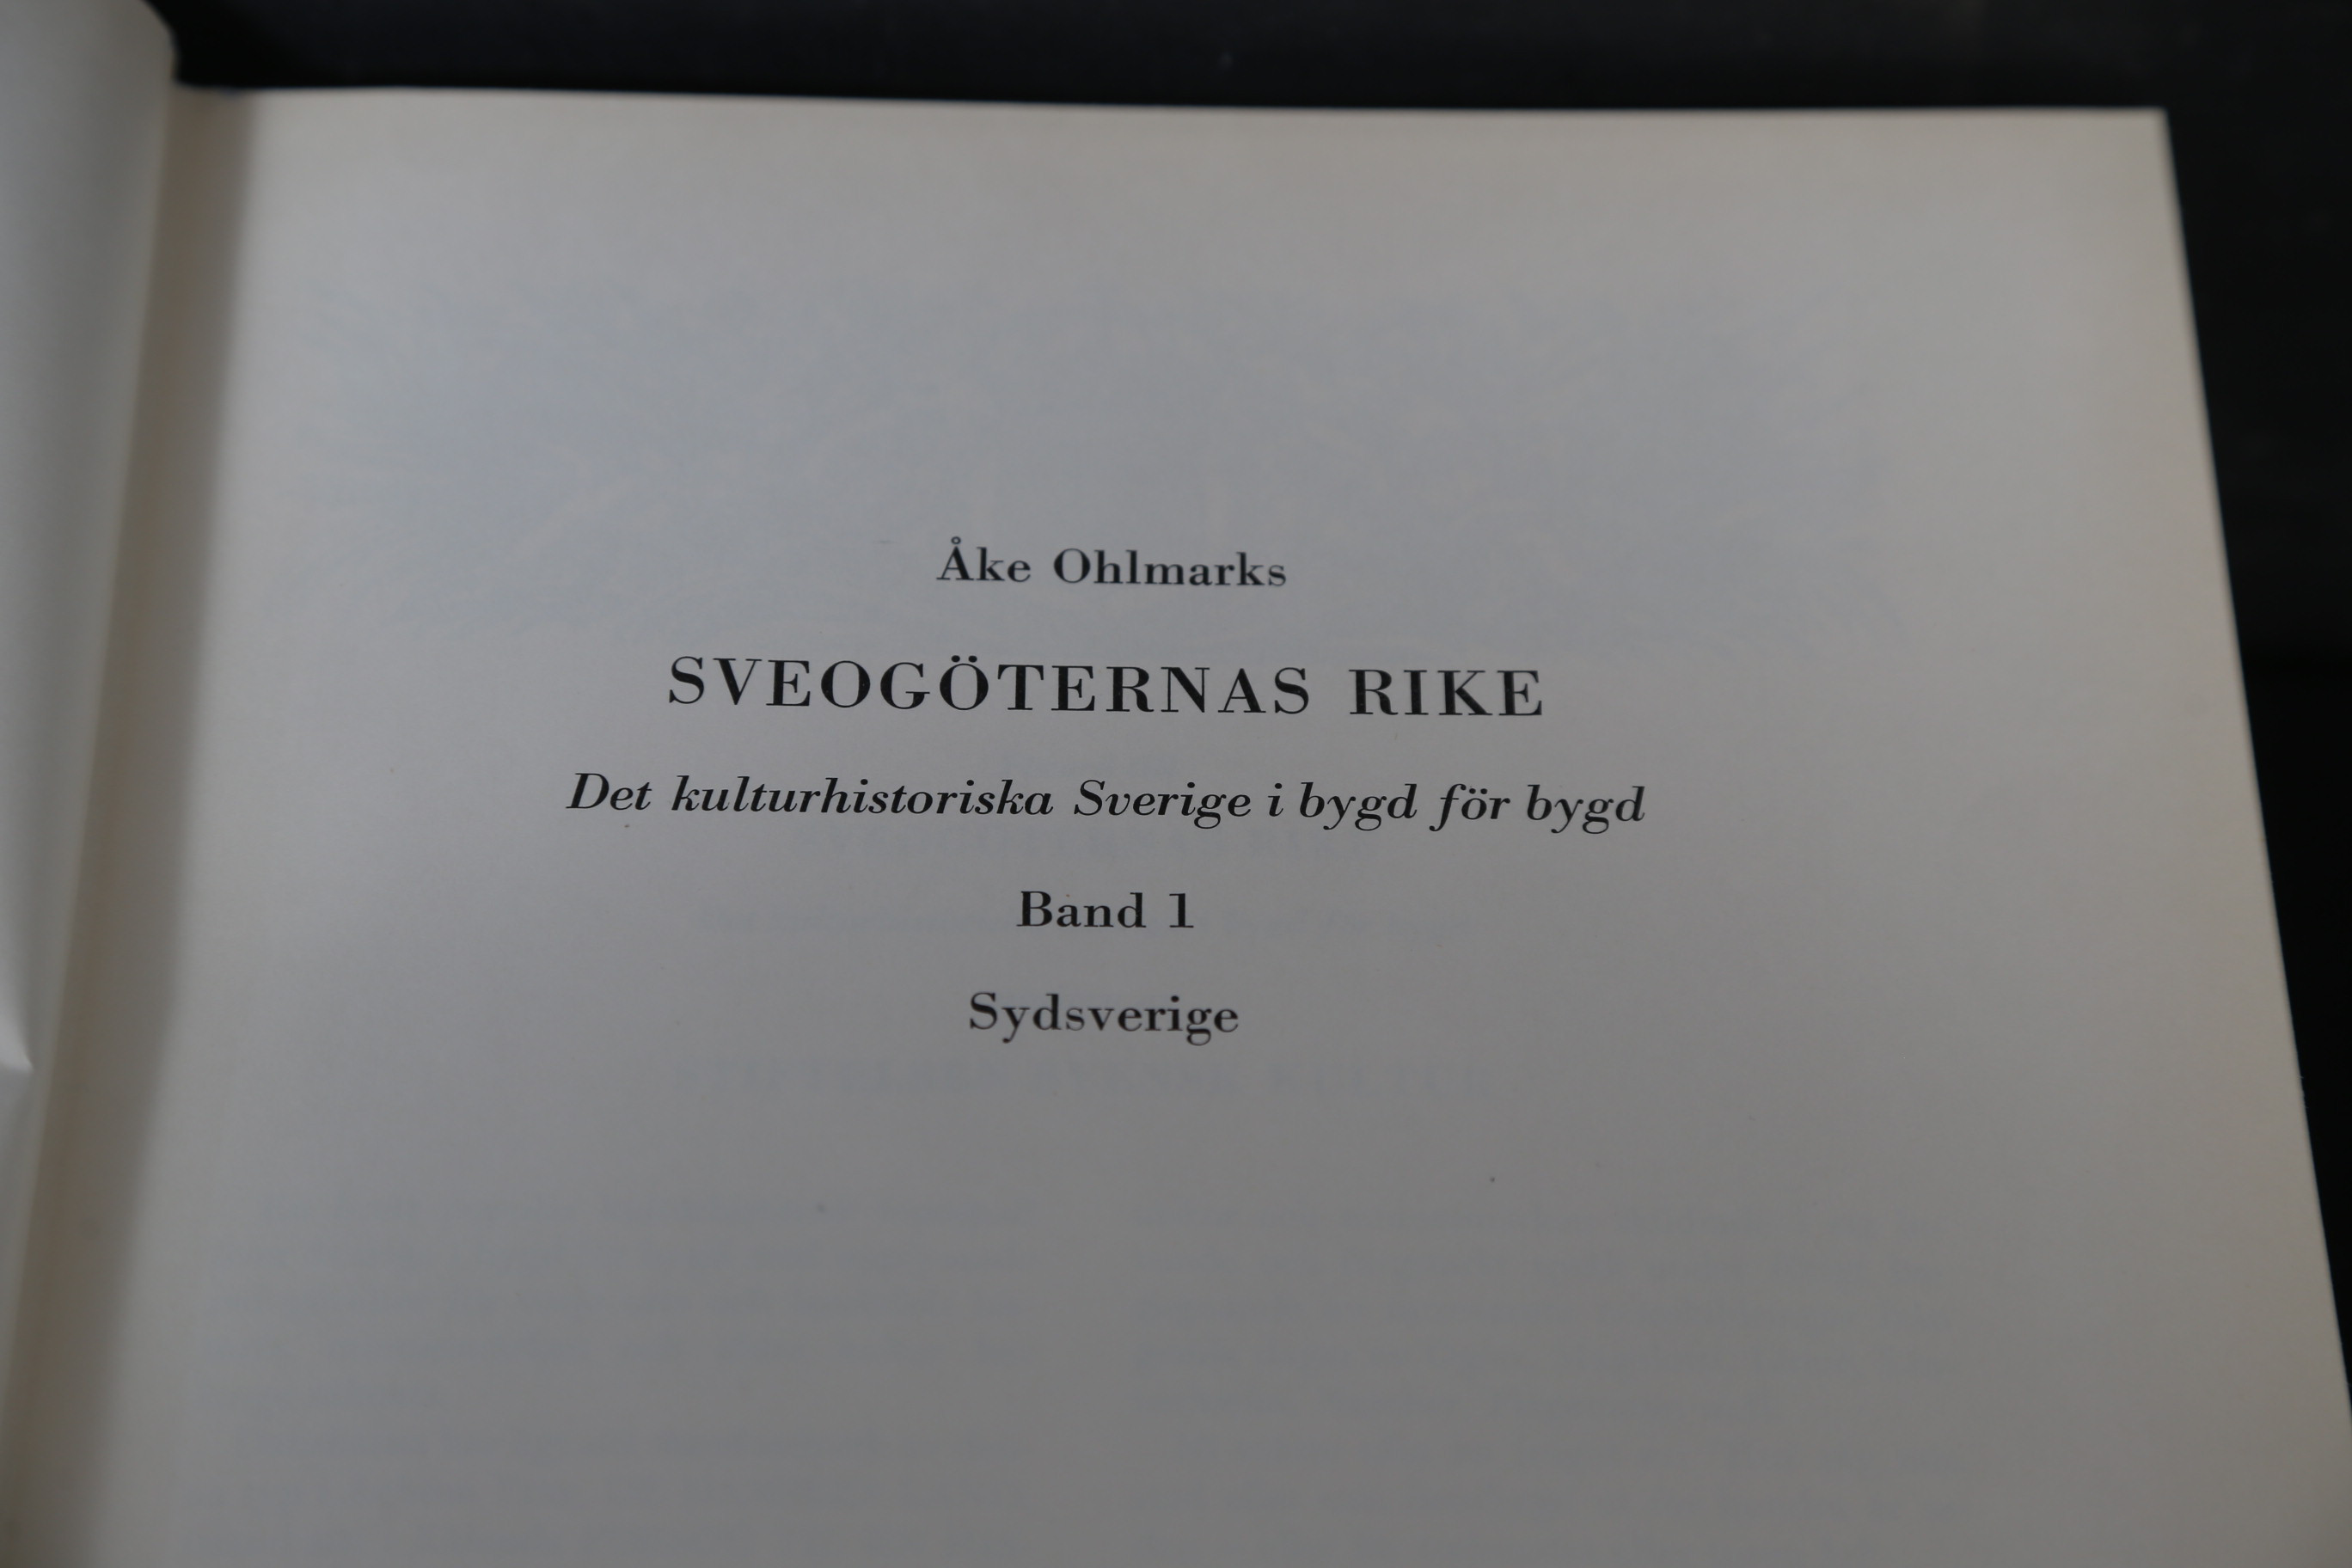 Åke Ohlmarks
SVEOGÖTERNAS RIKE
Det kulturhistoriska Sverige i bygd för bygd
Band 1
Sydsverige